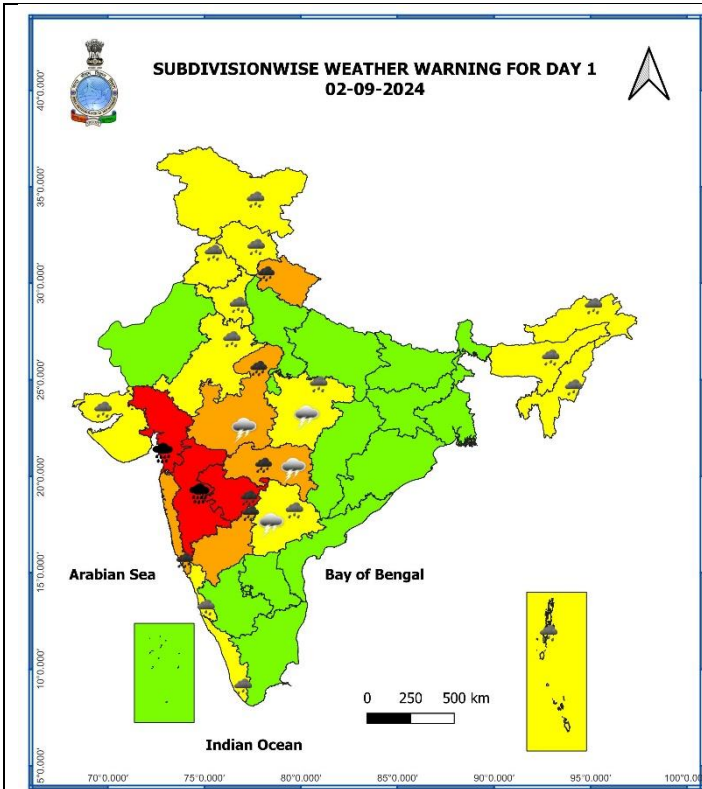 SUBDIVISIONWISE WEATHER WARNING FOR DAY 1
02-09-2024
40°0.000'
35°0.000'
30°0.000'
25°0.000'
20°0.000'
15°0.000'
10°0.000'
5°0.000'
Arabian Sea
Bay of Bengal
Indian Ocean
0 250 500 km
70°0.000' 75°0.000' 80°0.000' 85°0.000' 90°0.000' 95°0.000' 100°0.000'